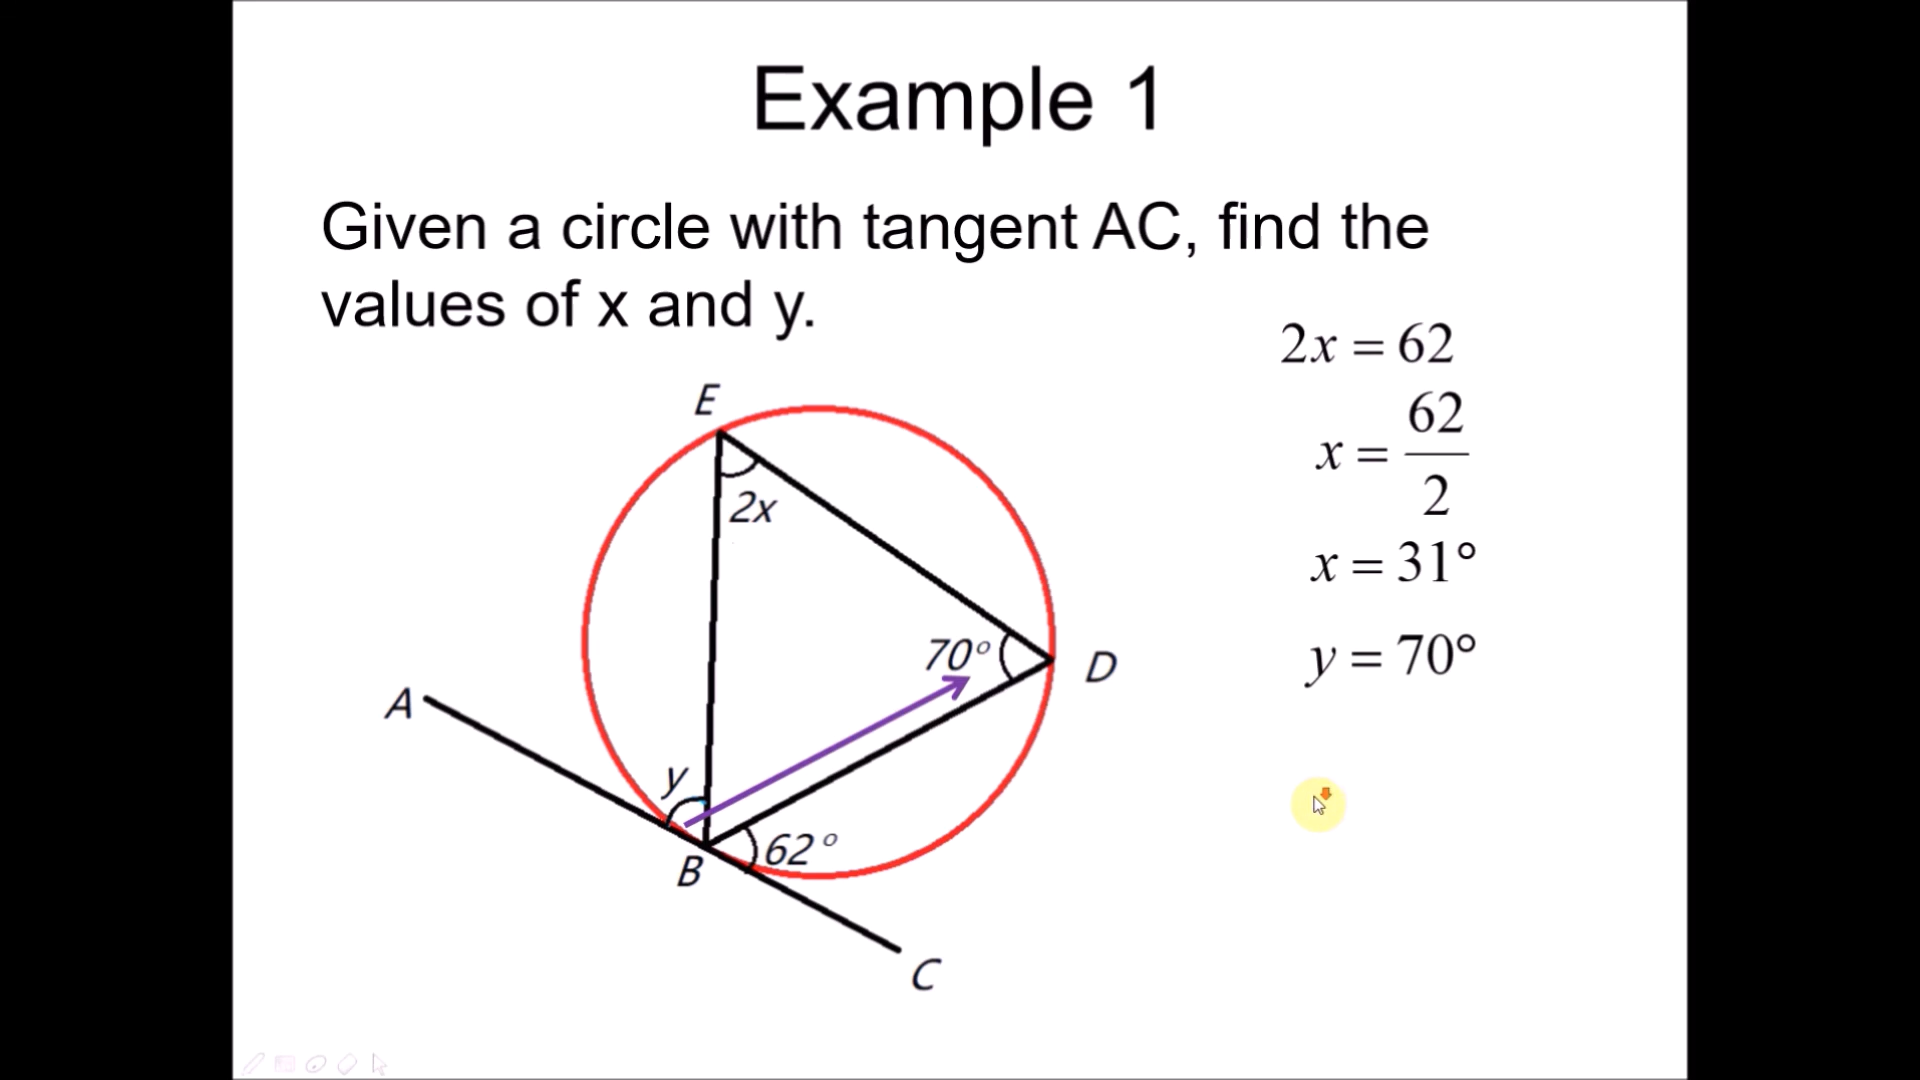 Example 1
Given a circle with tangent AC, find the
values of x and y.
2x = 62
x = 62/2
x = 31°
y = 70°
E
2x
70°
D
A
y
62°
B
C